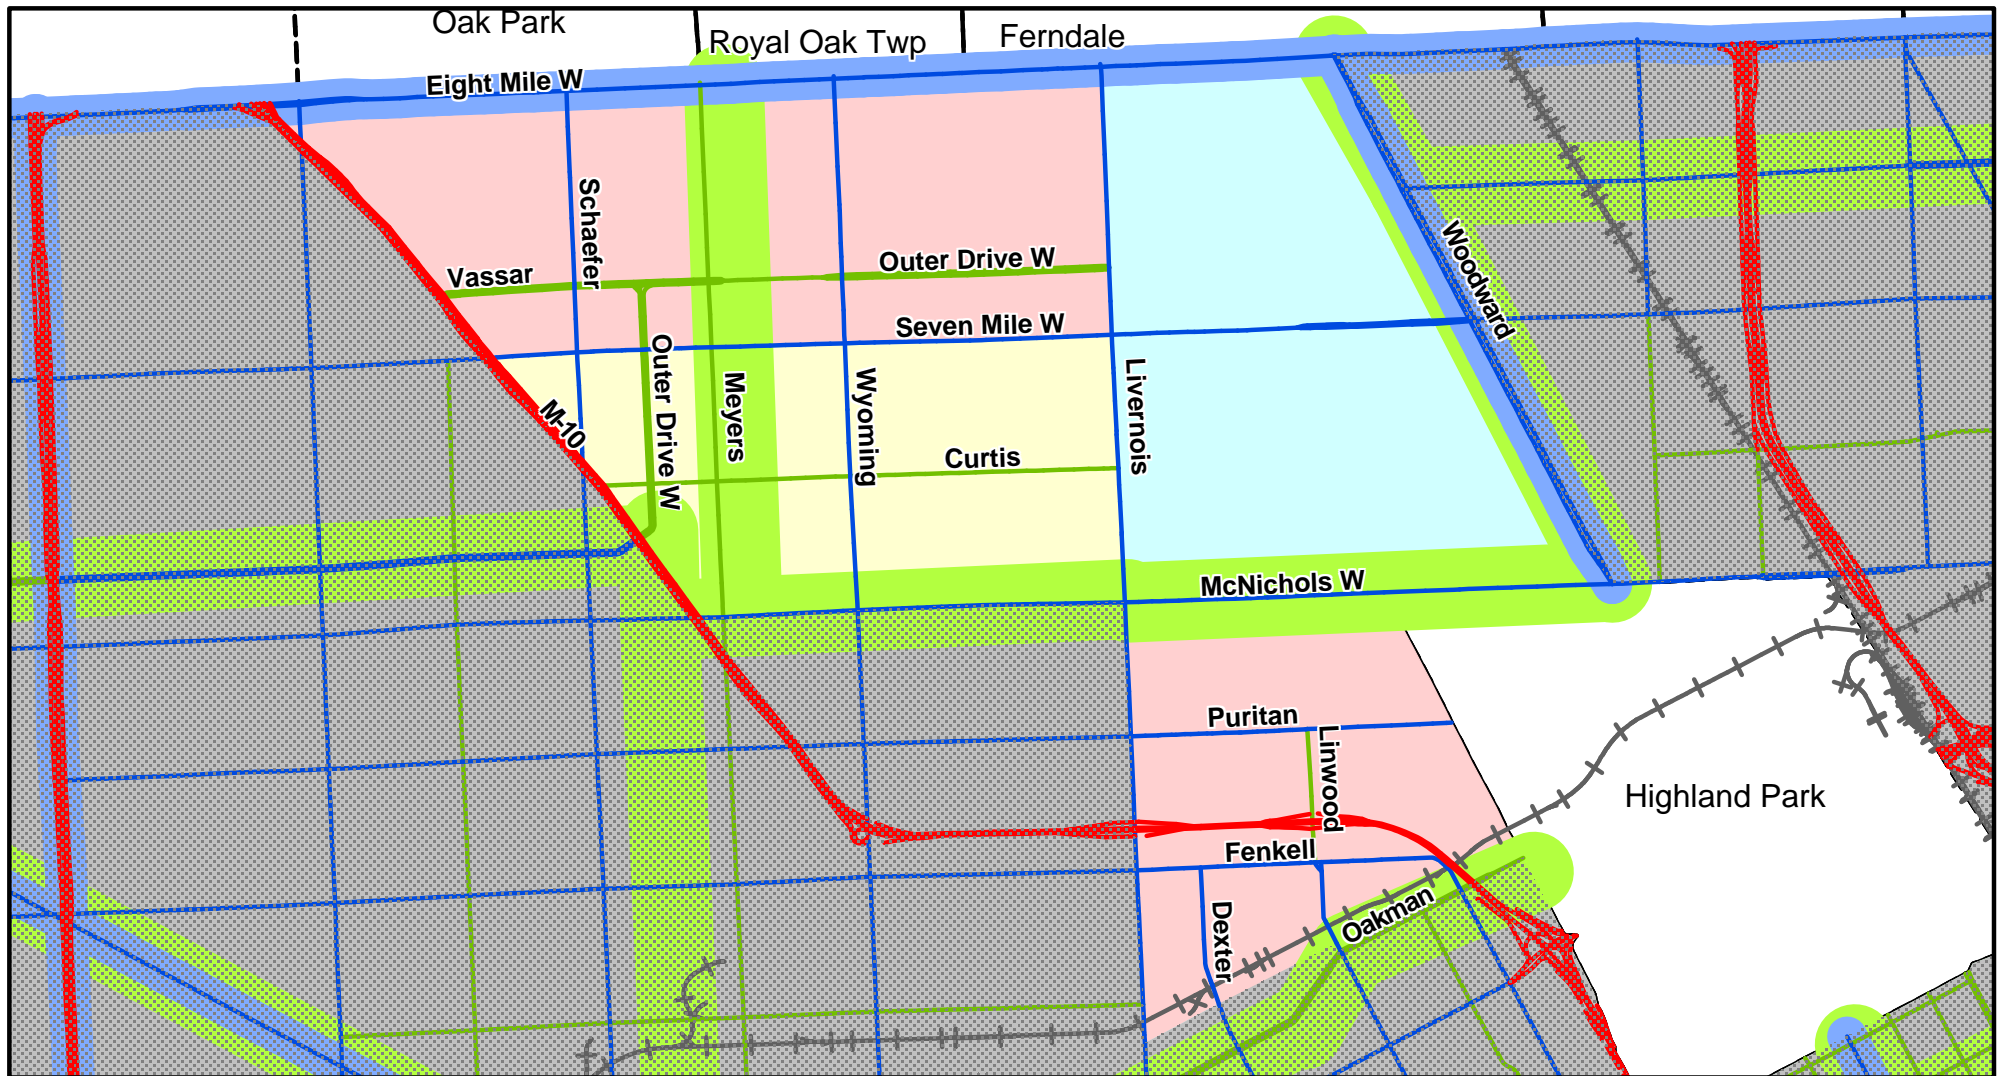 Oak Park
Royal Oak Twp
Ferndale
Eight Mile W
Schaefer
Vassar
Outer Drive W
Woodward
Seven Mile W
Outer Drive W
Meyers
Wyoming
Livernois
M-10
Curtis
McNichols W
Puritan
Linwood
Highland Park
Fenkell
Dexter
Oakman